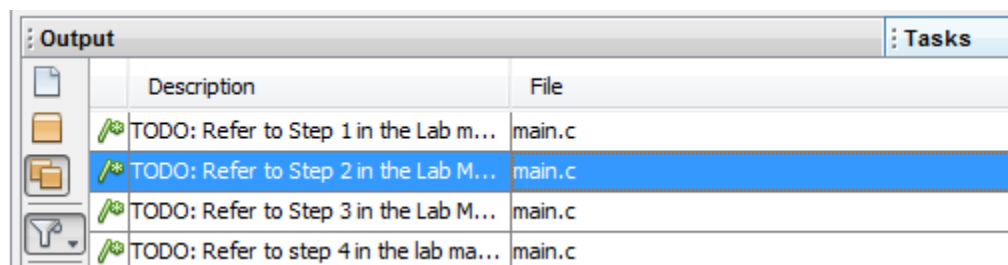 Output Tasks
Description File
TODO: Refer to Step 1 in the Lab m... main.c
TODO: Refer to Step 2 in the Lab M... main.c
TODO: Refer to Step 3 in the Lab M... main.c
TODO: Refer to step 4 in the lab ma... main.c